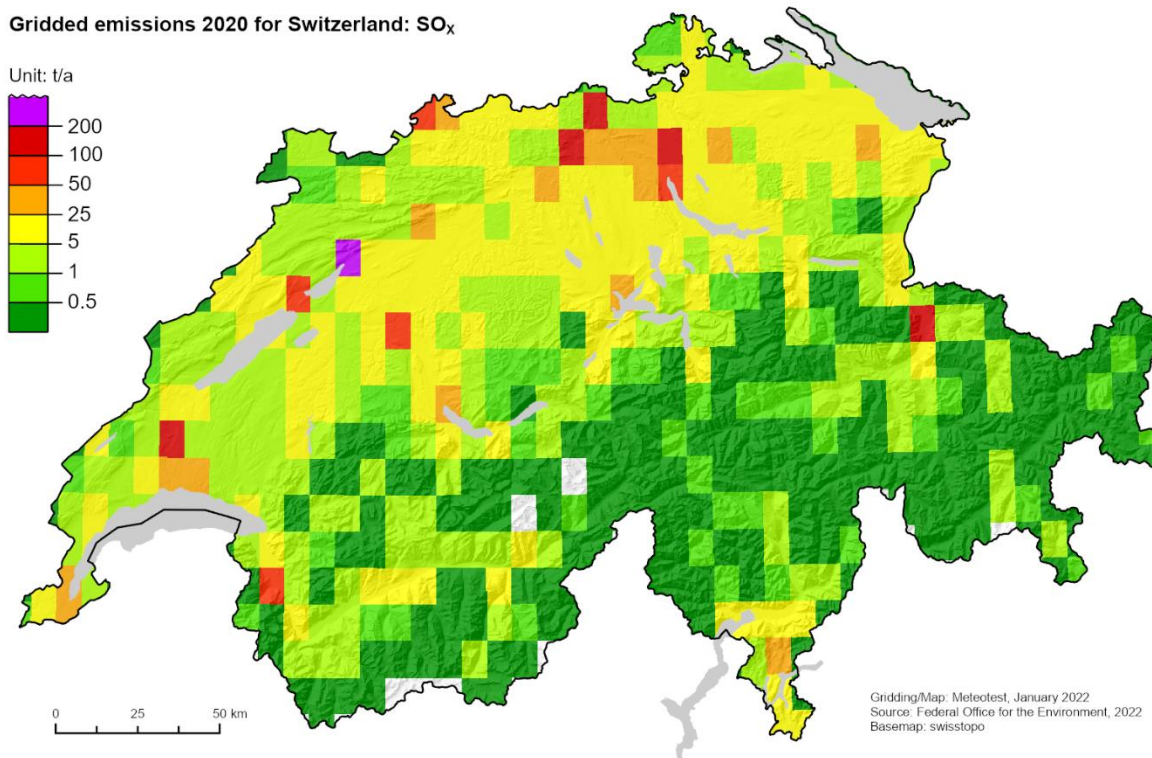 Gridded emissions 2020 for Switzerland: SOₓ
Unit: t/a
200
100
50
25
5
1
0.5
0 25 50 km
Gridding/Map: Meteotest, January 2022
Source: Federal Office for the Environment, 2022
Basemap: swisstopo